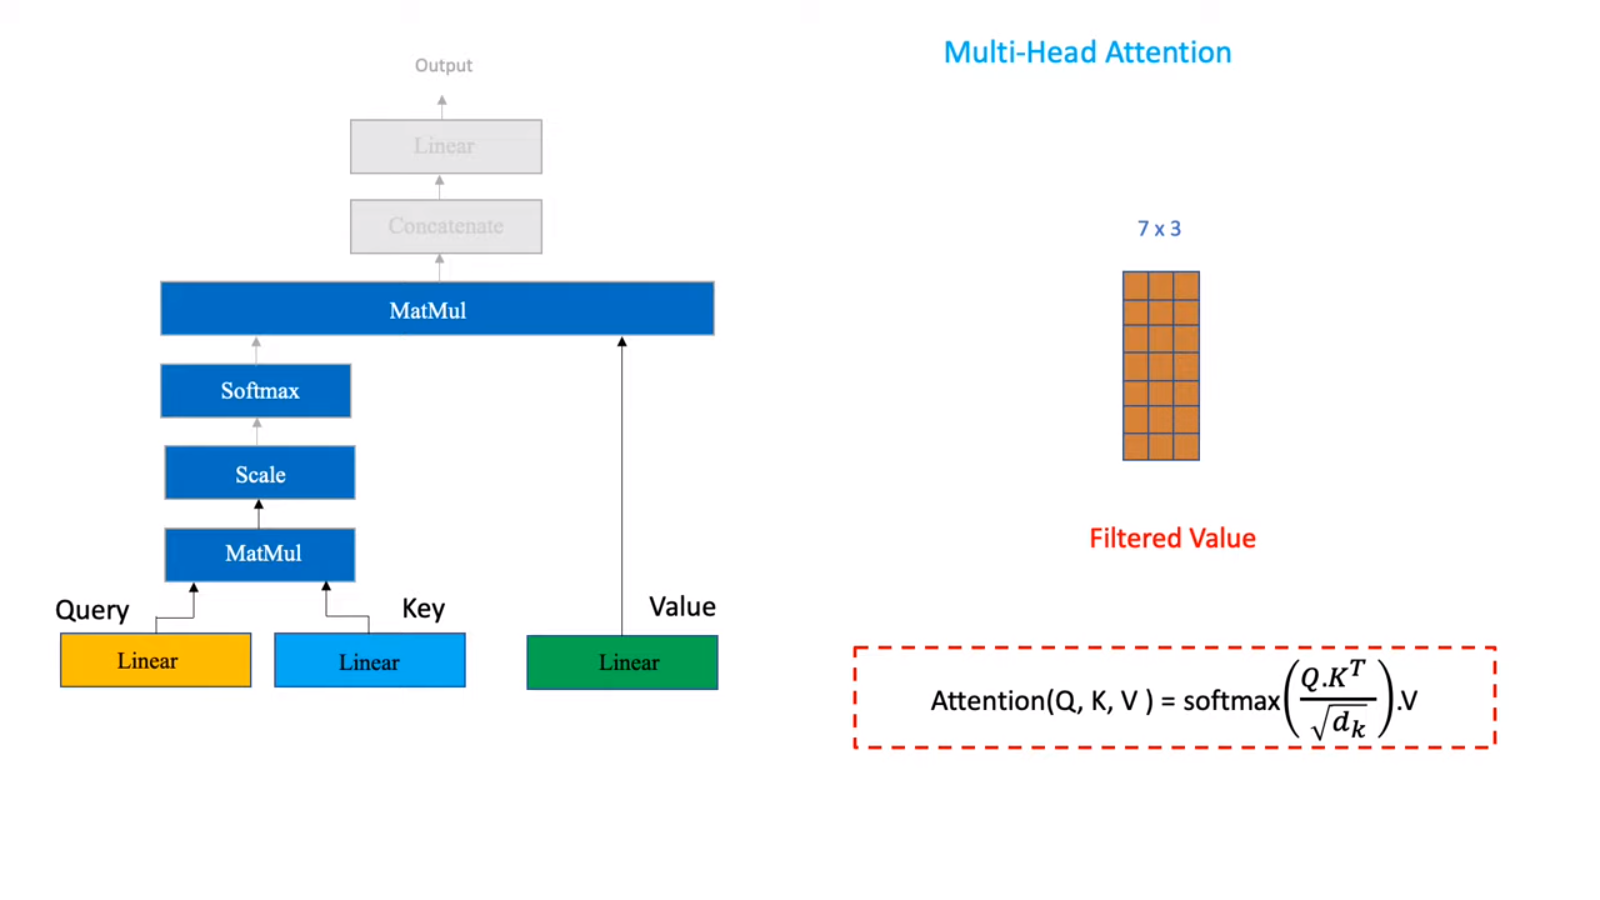 Multi-Head Attention
Output
Linear
Concatenate
MatMul
Softmax
Scale
MatMul
Query
Key
Value
Linear
Linear
Linear
7 x 3
Filtered Value
Attention(Q, K, V ) = softmax(Q.K^T / √d_k).V